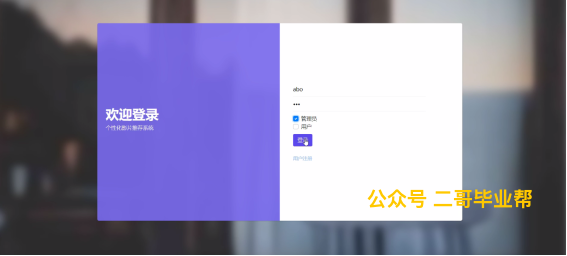 欢迎登录
个性化图片推荐系统
abo
•••
管理员
用户
登录
用户注册
公众号 二哥毕业帮